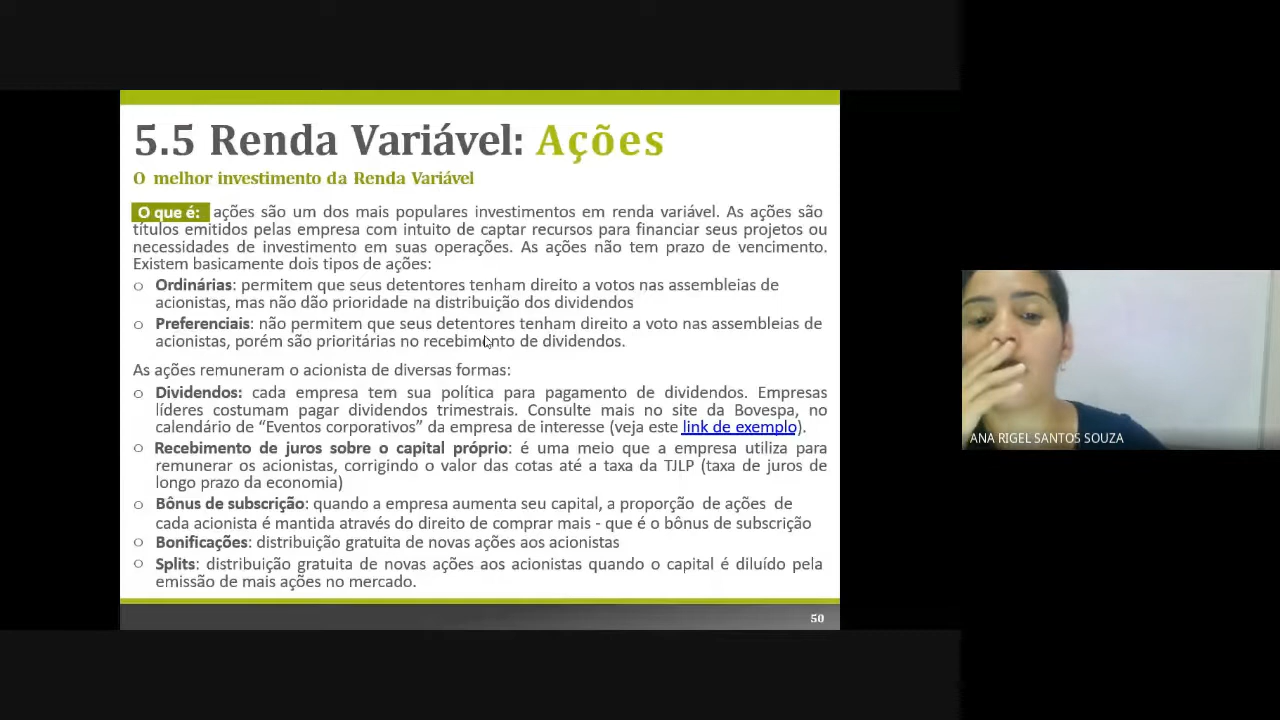 5.5 Renda Variável: Ações
O melhor investimento da Renda Variável
O que é: ações são um dos mais populares investimentos em renda variável. As ações são
títulos emitidos pelas empresa com intuito de captar recursos para financiar seus projetos ou
necessidades de investimento em suas operações. As ações não tem prazo de vencimento.
Existem basicamente dois tipos de ações:
o Ordinárias: permitem que seus detentores tenham direito a votos nas assembleias de
acionistas, mas não dão prioridade na distribuição dos dividendos
o Preferenciais: não permitem que seus detentores tenham direito a voto nas assembleias de
acionistas, porém são prioritárias no recebimento de dividendos.
As ações remuneram o acionista de diversas formas:
o Dividendos: cada empresa tem sua política para pagamento de dividendos. Empresas
líderes costumam pagar dividendos trimestrais. Consulte mais no site da Bovespa, no
calendário de “Eventos corporativos” da empresa de interesse (veja este link de exemplo).
o Recebimento de juros sobre o capital próprio: é uma meio que a empresa utiliza para
remunerar os acionistas, corrigindo o valor das cotas até a taxa da TJLP (taxa de juros de
longo prazo da economia)
o Bônus de subscrição: quando a empresa aumenta seu capital, a proporção de ações de
cada acionista é mantida através do direito de comprar mais - que é o bônus de subscrição
o Bonificações: distribuição gratuita de novas ações aos acionistas
o Splits: distribuição gratuita de novas ações aos acionistas quando o capital é diluído pela
emissão de mais ações no mercado.
50
ANA RIGEL SANTOS SOUZA